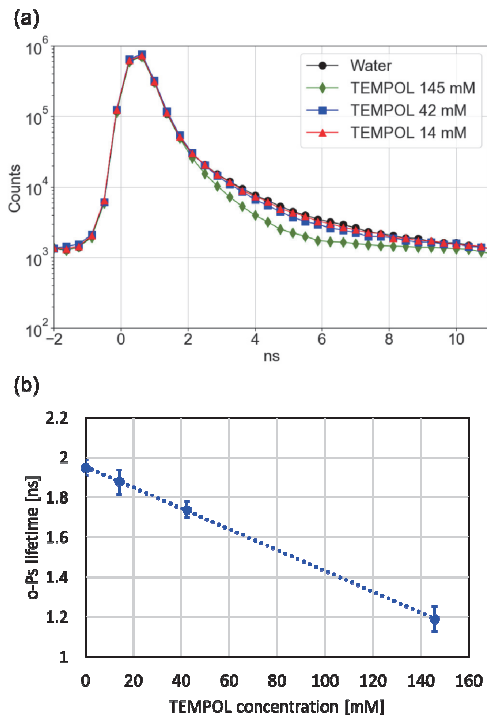 (a)
10^6
10^5
10^4
10^3
10^2
Counts
Water
TEMPOL 145 mM
TEMPOL 42 mM
TEMPOL 14 mM
−2 0 2 4 6 8 10
ns
(b)
2.2
2
1.8
1.6
1.4
1.2
1
o-Ps lifetime [ns]
0 20 40 60 80 100 120 140 160
TEMPOL concentration [mM]